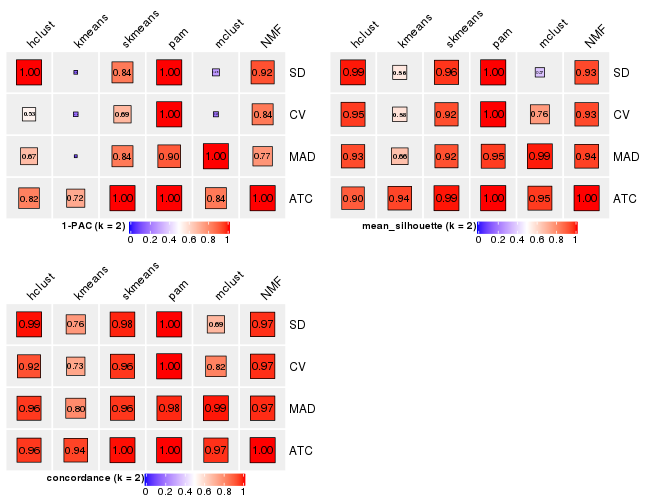 hclust kmeans skmeans pam mclust NMF
1.00 0.84 1.00 0.92 SD
0.53 0.69 1.00 0.84 CV
0.67 0.84 0.90 1.00 0.77 MAD
0.82 0.72 1.00 1.00 0.84 1.00 ATC
1-PAC (k = 2)
0 0.2 0.4 0.6 0.8 1
hclust kmeans skmeans pam mclust NMF
0.99 0.56 0.96 1.00 0.93 SD
0.95 0.92 1.00 0.76 0.93 CV
0.93 0.66 0.92 0.95 0.99 0.94 MAD
0.90 0.94 0.99 1.00 0.95 1.00 ATC
mean_silhouette (k = 2)
0 0.2 0.4 0.6 0.8 1
hclust kmeans skmeans pam mclust NMF
0.99 0.76 0.98 1.00 0.69 0.97 SD
0.92 0.73 0.96 1.00 0.82 0.97 CV
0.96 0.80 0.96 0.98 0.99 0.97 MAD
0.96 0.94 1.00 1.00 0.97 1.00 ATC
concordance (k = 2)
0 0.2 0.4 0.6 0.8 1